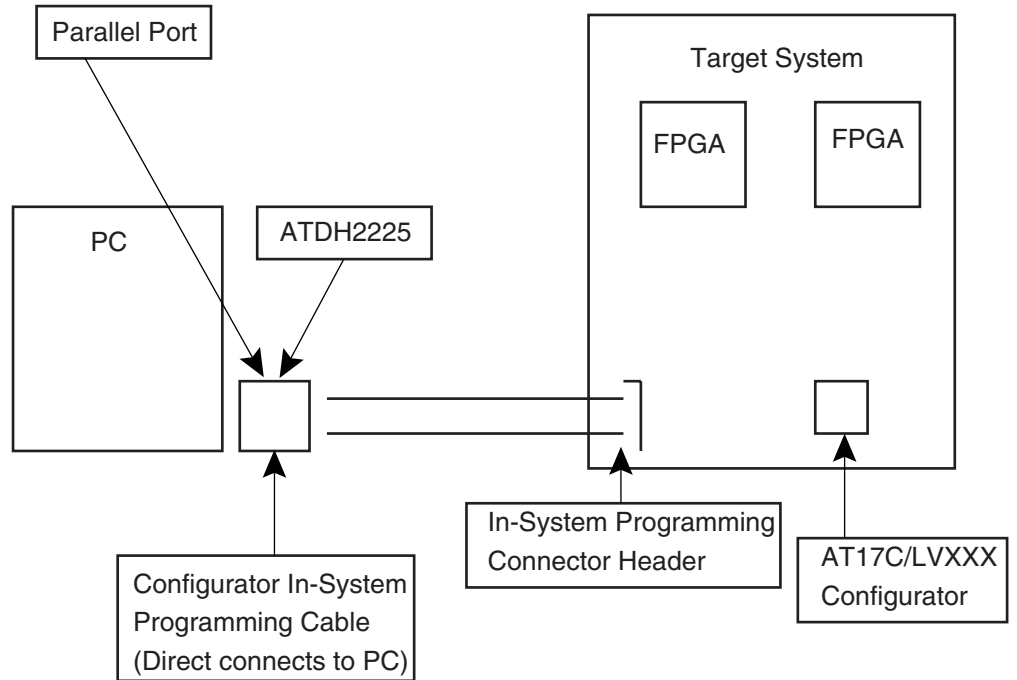 Parallel Port
Target System
FPGA
FPGA
PC
ATDH2225
In-System Programming
Connector Header
AT17C/LVXXX
Configurator
Configurator In-System
Programming Cable
(Direct connects to PC)